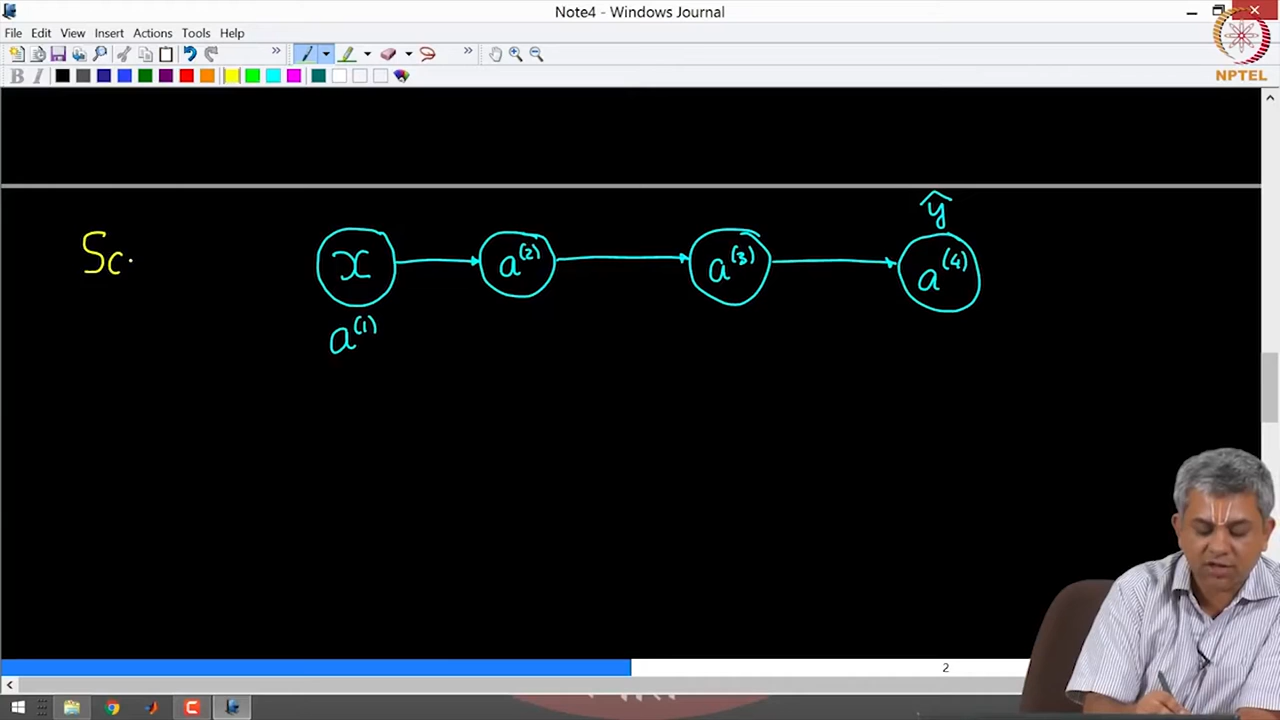 Note4 - Windows Journal
File Edit View Insert Actions Tools Help
B I
NPTEL
ŷ
Sc
x a⁽²⁾ a⁽³⁾ a⁽⁴⁾
a⁽¹⁾
2